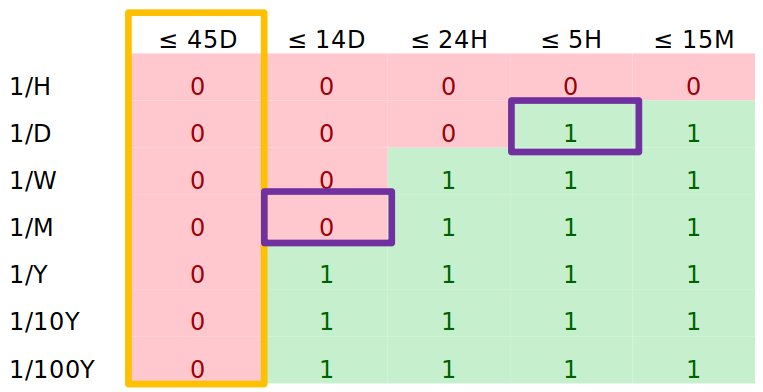 ≤ 45D ≤ 14D ≤ 24H ≤ 5H ≤ 15M
1/H 0 0 0 0 0
1/D 0 0 0 1 1
1/W 0 0 1 1 1
1/M 0 0 1 1 1
1/Y 0 1 1 1 1
1/10Y 0 1 1 1 1
1/100Y 0 1 1 1 1